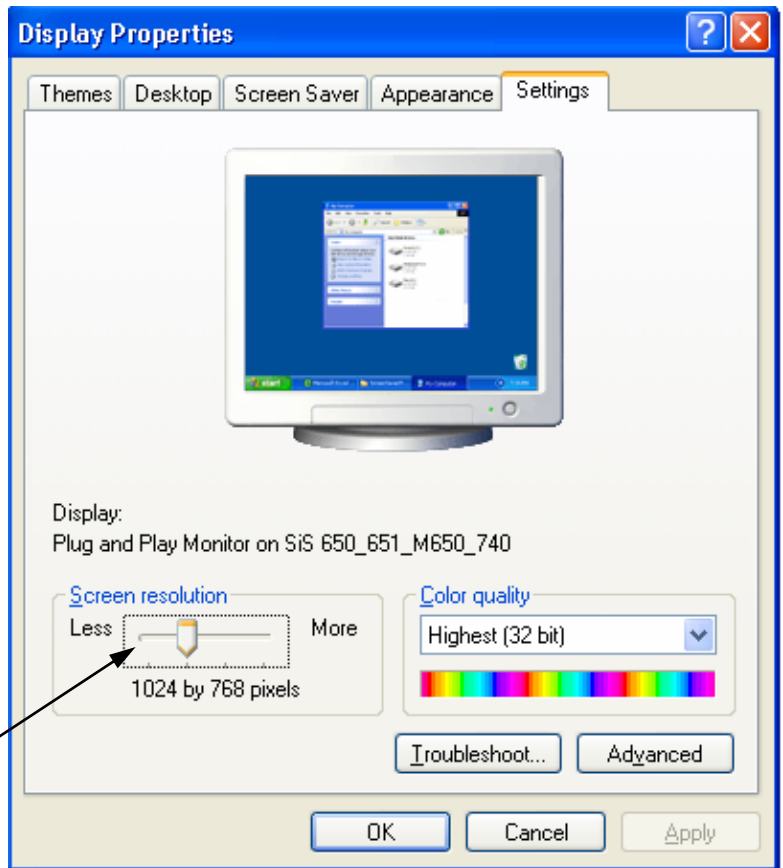 Display Properties
Themes Desktop Screen Saver Appearance Settings
start
Display:
Plug and Play Monitor on SiS 650_651_M650_740
Screen resolution
Less More
1024 by 768 pixels
Color quality
Highest (32 bit)
Troubleshoot... Advanced
OK Cancel Apply